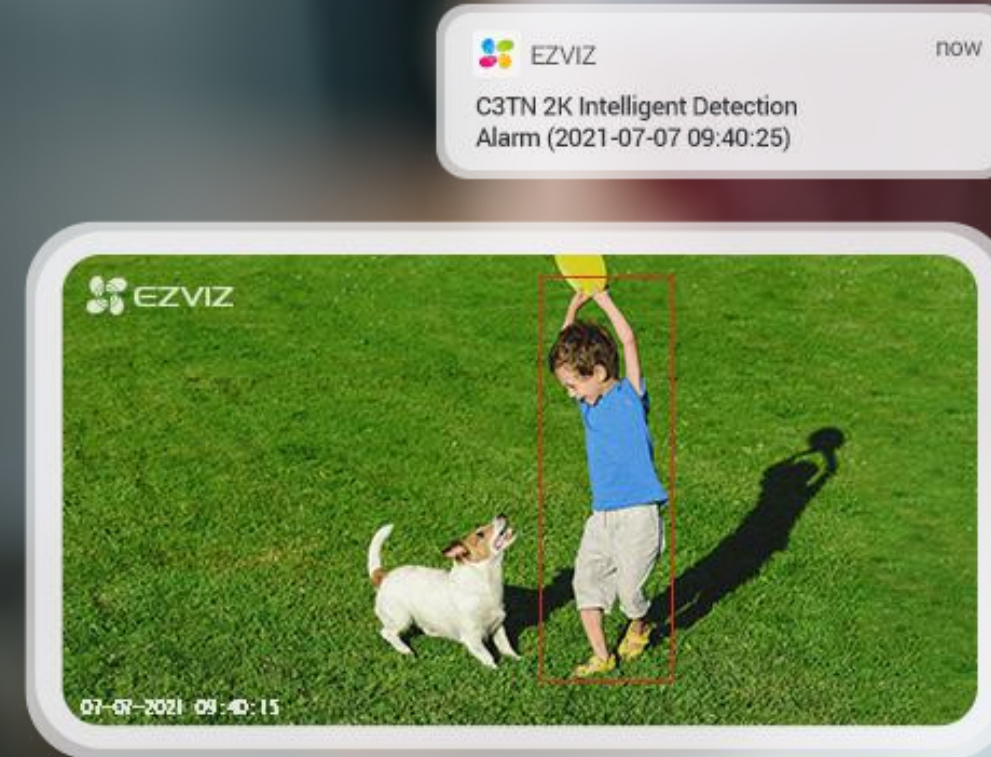 EZVIZ
now
C3TN 2K Intelligent Detection
Alarm (2021-07-07 09:40:25)
EZVIZ
07-07-2021 09:40:15